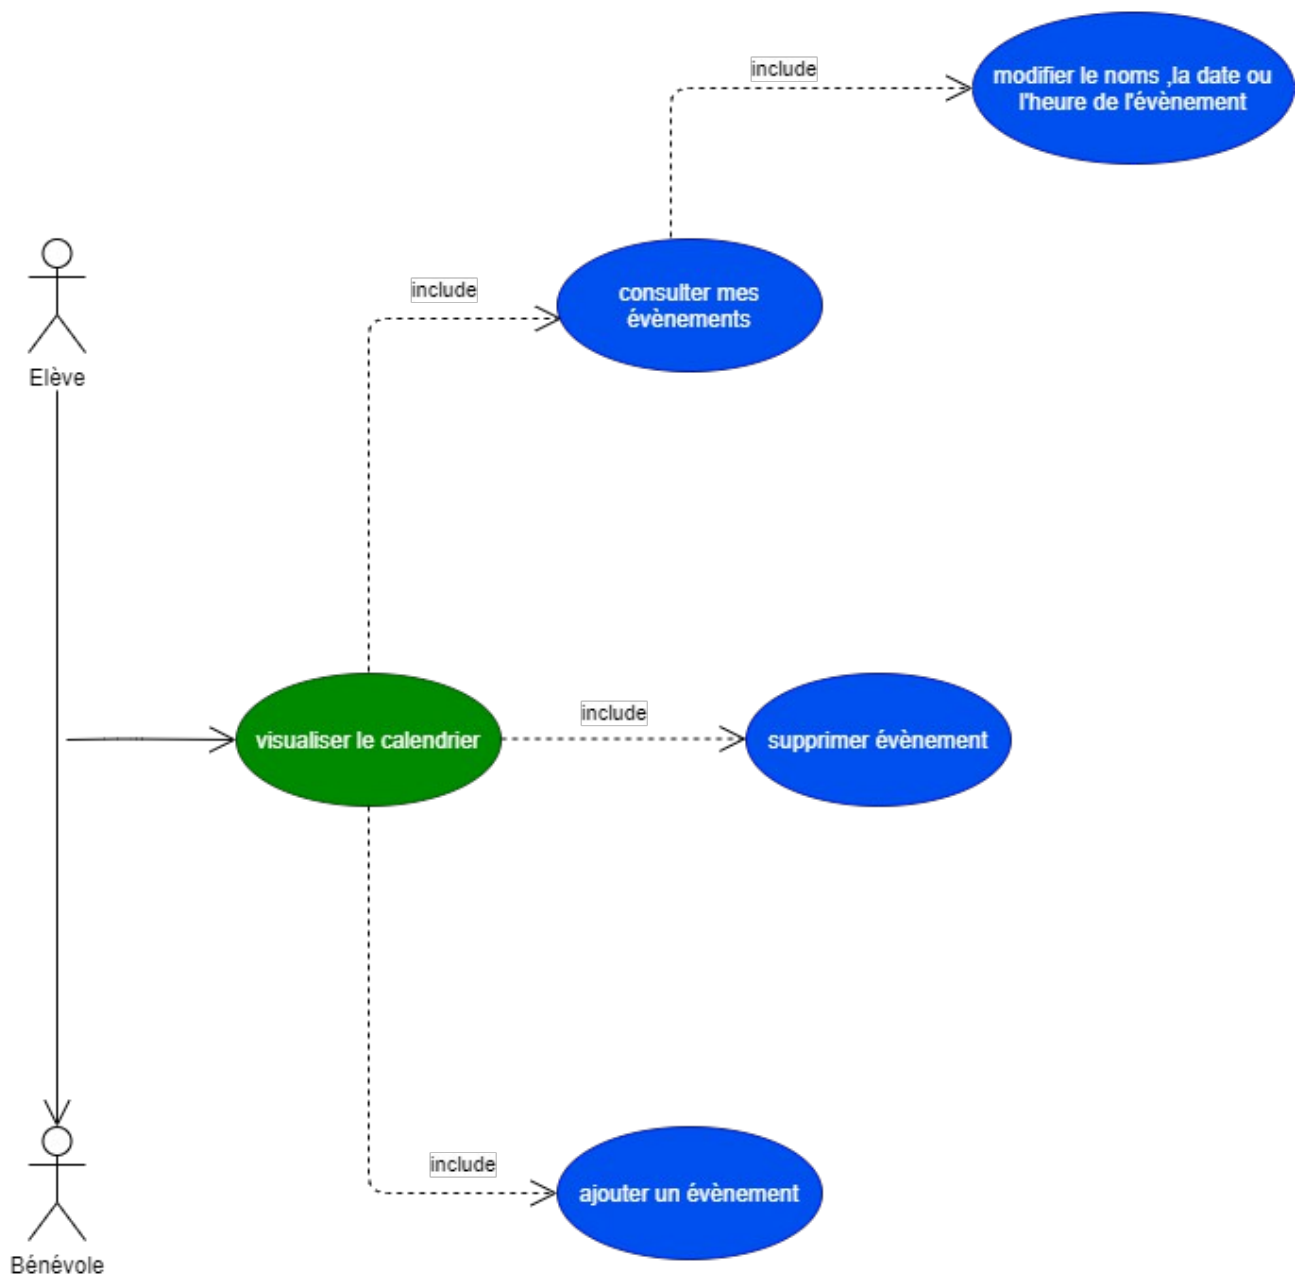 include
modifier le noms ,la date ou
l'heure de l'évènement
include
consulter mes
évènements
Elève
include
visualiser le calendrier
supprimer évènement
include
ajouter un évènement
Bénévole